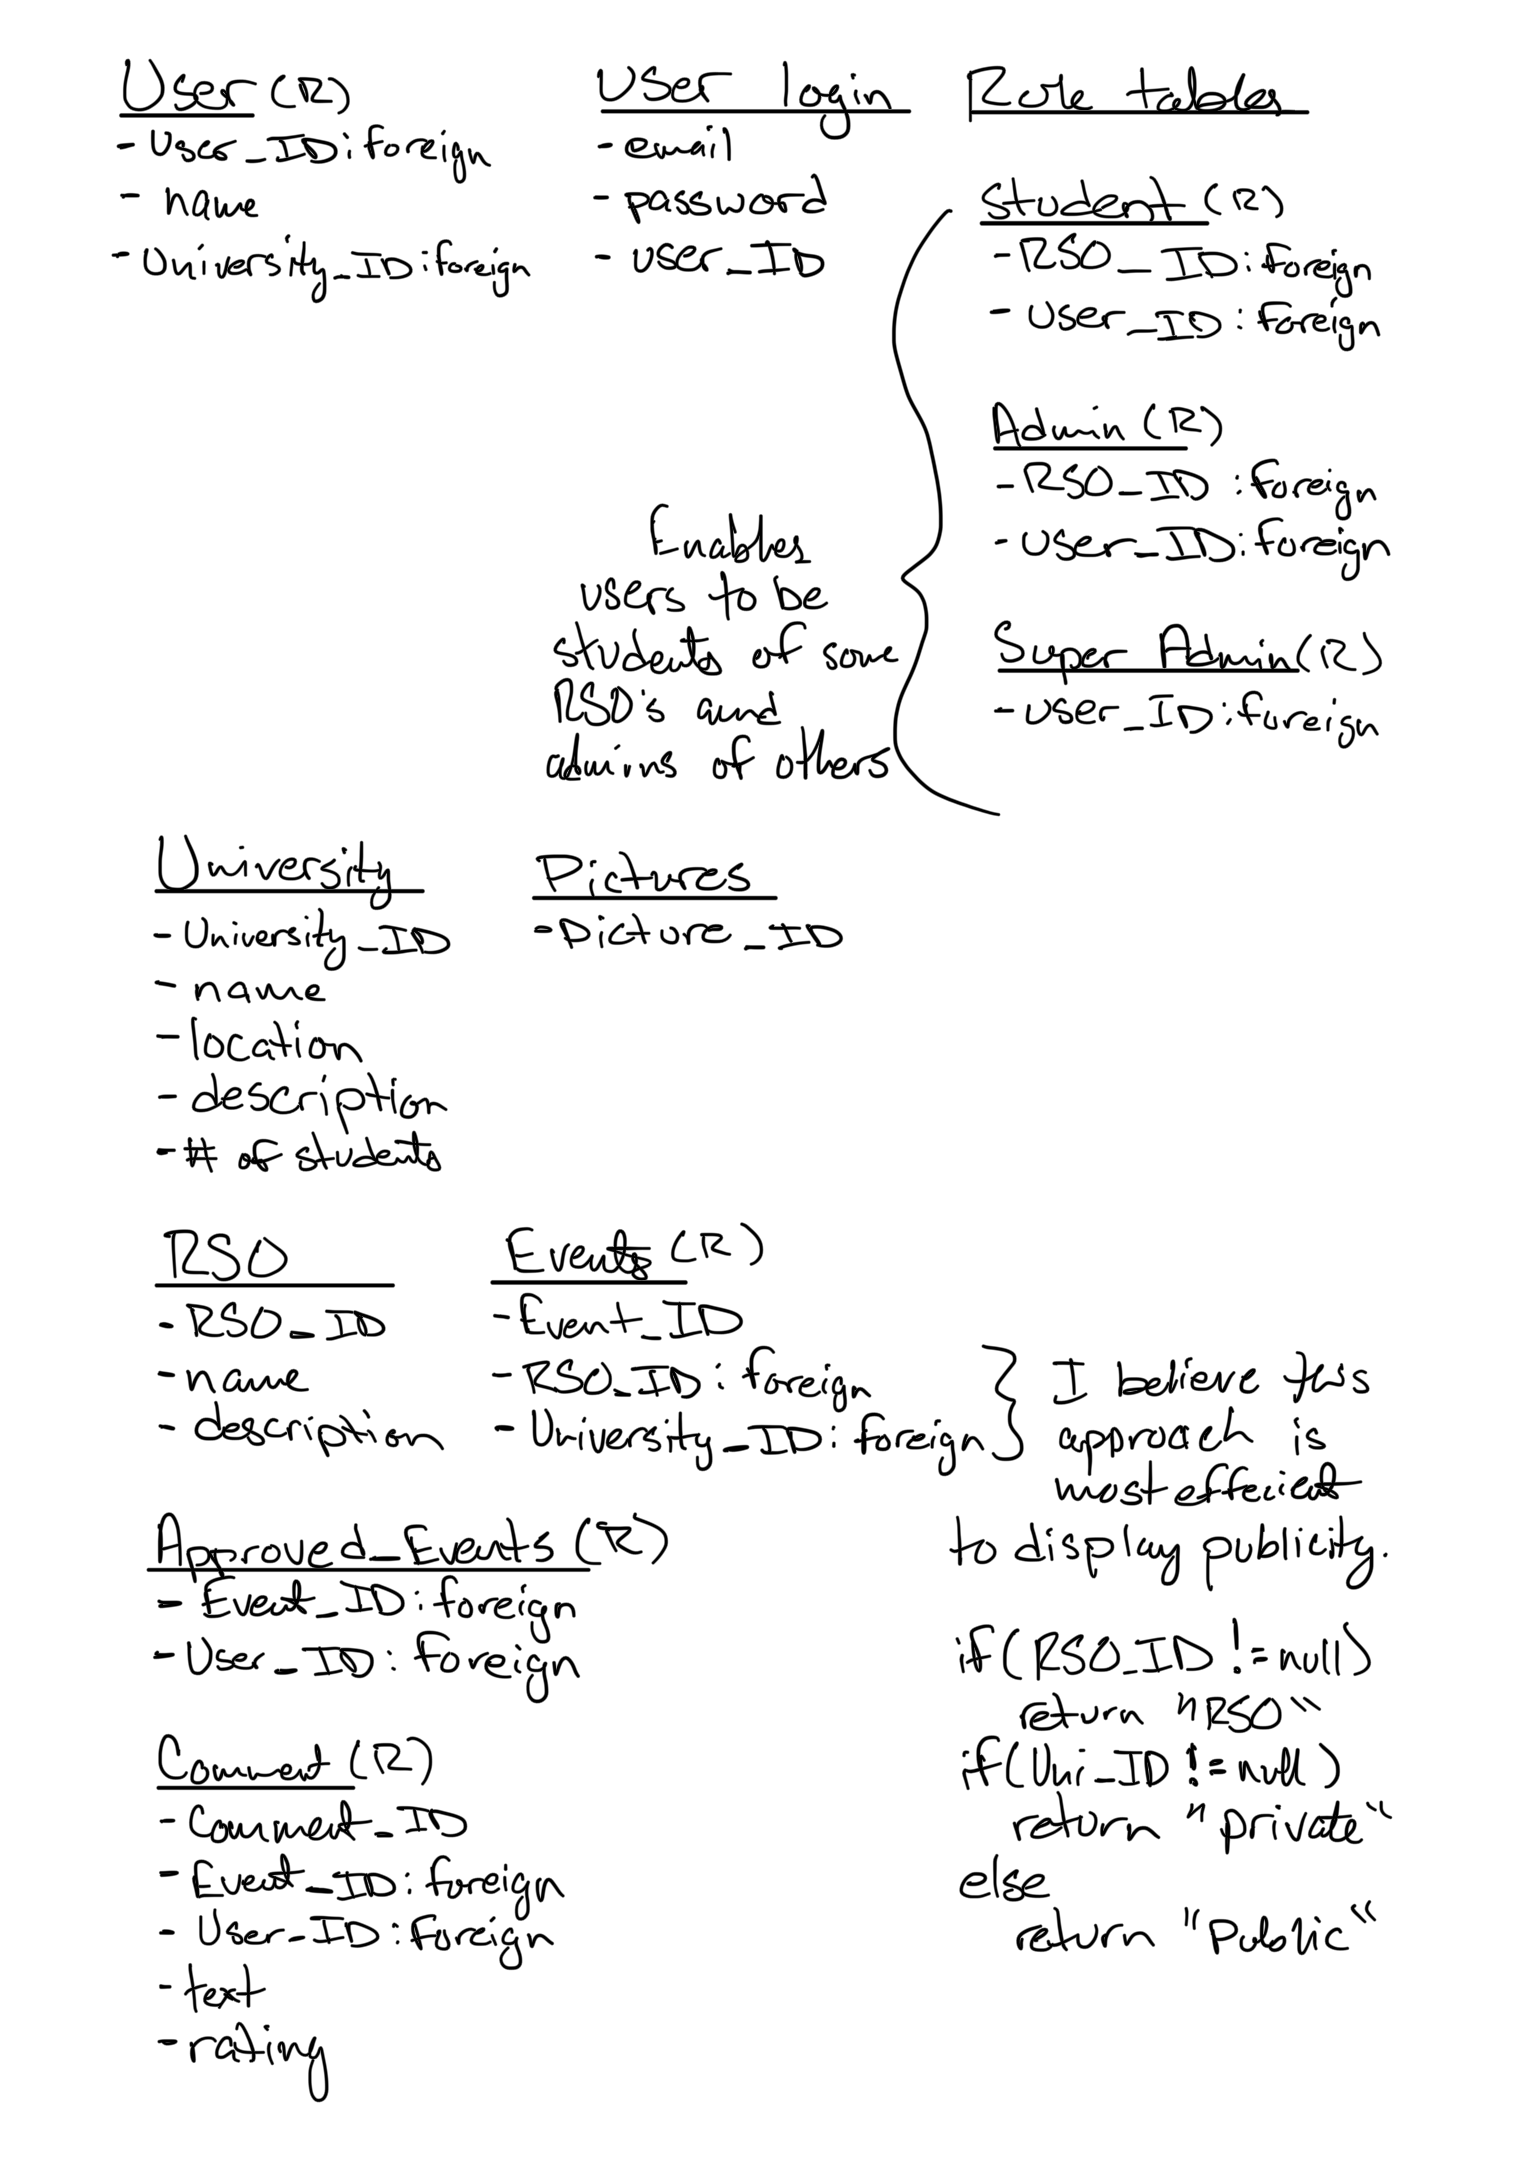 User (R)
- User_ID: foreign
- name
- University_ID: foreign
User login
- email
- password
- user_ID
Role tables
Student (R)
- RSO_ID: foreign
- User_ID: foreign
Admin (R)
- RSO_ID: foreign
- User_ID: foreign
Super Admin (R)
- User_ID: foreign
Enables
users to be
students of some
RSO's and
admins of others
University
- University_ID
- name
- location
- description
- # of students
Pictures
- Picture_ID
RSO
- RSO_ID
- name
- description
Events (R)
- Event_ID
- RSO_ID: foreign
- University_ID: foreign
I believe this
approach is
most effecient
to display publicity.
if(RSO_ID != null)
return "RSO"
if(Uni_ID != null)
return "private"
else
return "Public"
Approved_Events (R)
- Event_ID: foreign
- User_ID: foreign
Comment (R)
- Comment_ID
- Event_ID: foreign
- User_ID: foreign
- text
- rating